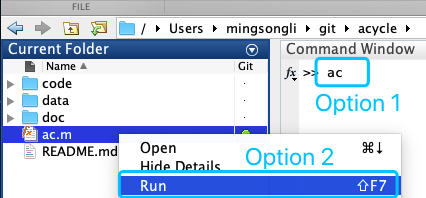 FILE
/ Users mingsongli git acycle
Current Folder
Command Window
Name Git
code
data
doc
ac.m
README.md
fx >> ac
Option 1
Open ⌘↓
Hide Details
Option 2
Run ⇧F7